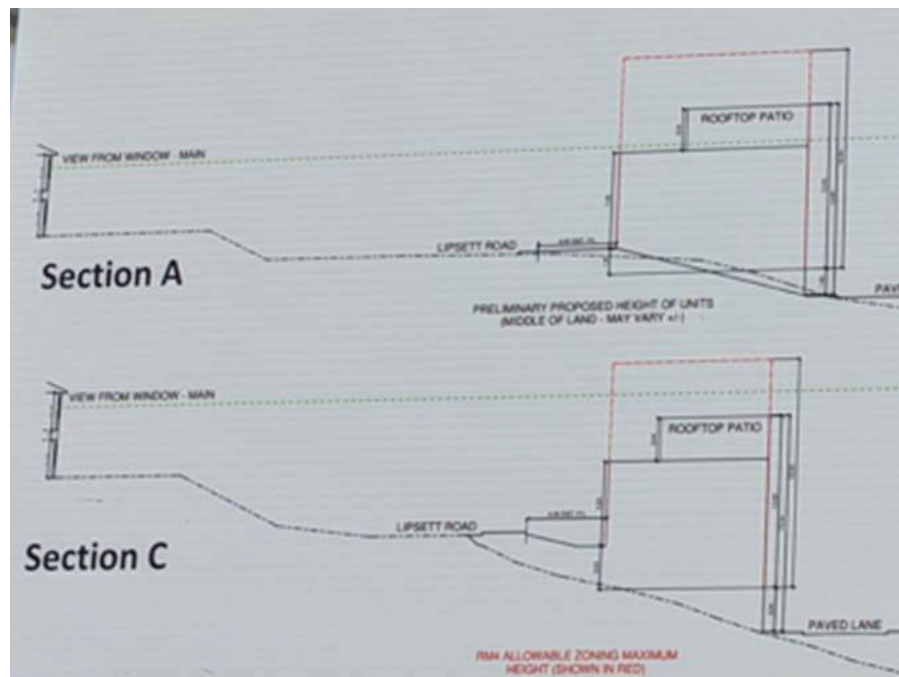 ROOFTOP PATIO
VIEW FROM WINDOW - MAIN
LIPSETT ROAD
Section A
PAVE
PRELIMINARY PROPOSED HEIGHT OF UNITS
(MIDDLE OF LAND - MAY VARY +/-)
VIEW FROM WINDOW - MAIN
ROOFTOP PATIO
LIPSETT ROAD
Section C
PAVED LANE
RM4 ALLOWABLE ZONING MAXIMUM
HEIGHT (SHOWN IN RED)